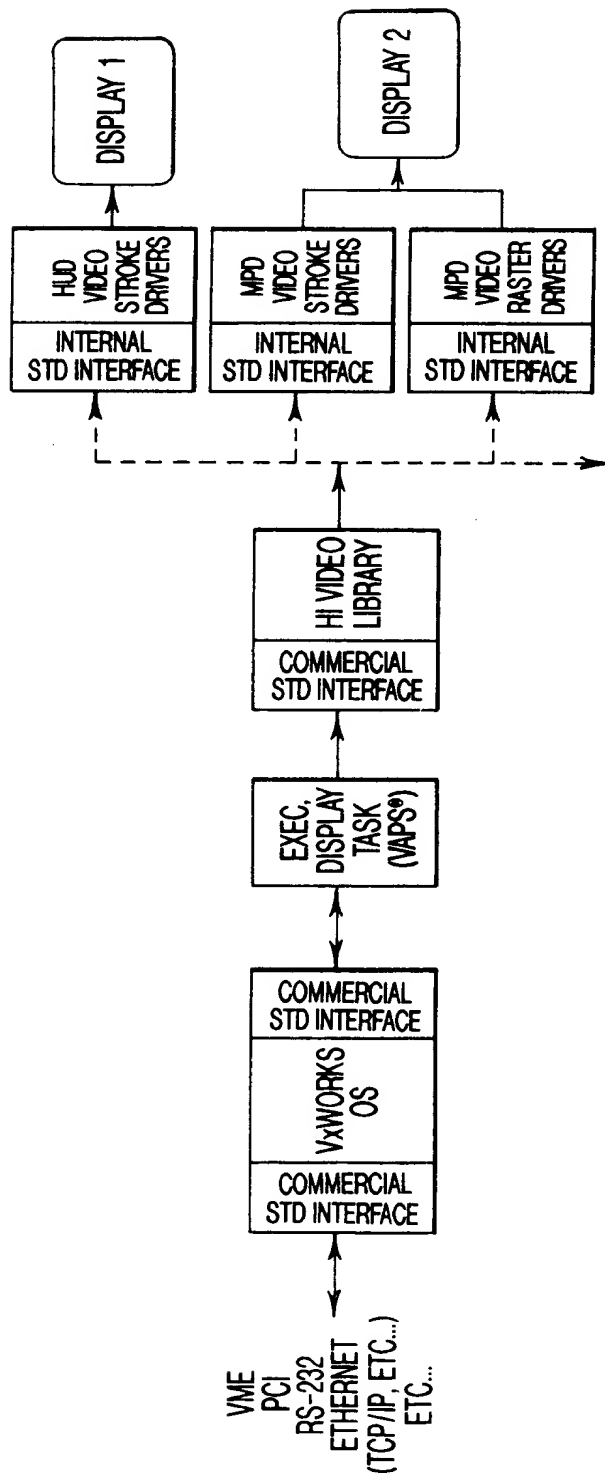 VME
PCI
RS-232
ETHERNET
(TCP/IP, ETC...)
ETC...
COMMERCIAL
STD INTERFACE
VxWORKS
OS
COMMERCIAL
STD INTERFACE
EXEC,
DISPLAY
TASK
(VAPS®)
COMMERCIAL
STD INTERFACE
HI VIDEO
LIBRARY
INTERNAL
STD INTERFACE
HUD
VIDEO
STROKE
DRIVERS
DISPLAY 1
INTERNAL
STD INTERFACE
MPD
VIDEO
STROKE
DRIVERS
INTERNAL
STD INTERFACE
MPD
VIDEO
RASTER
DRIVERS
DISPLAY 2